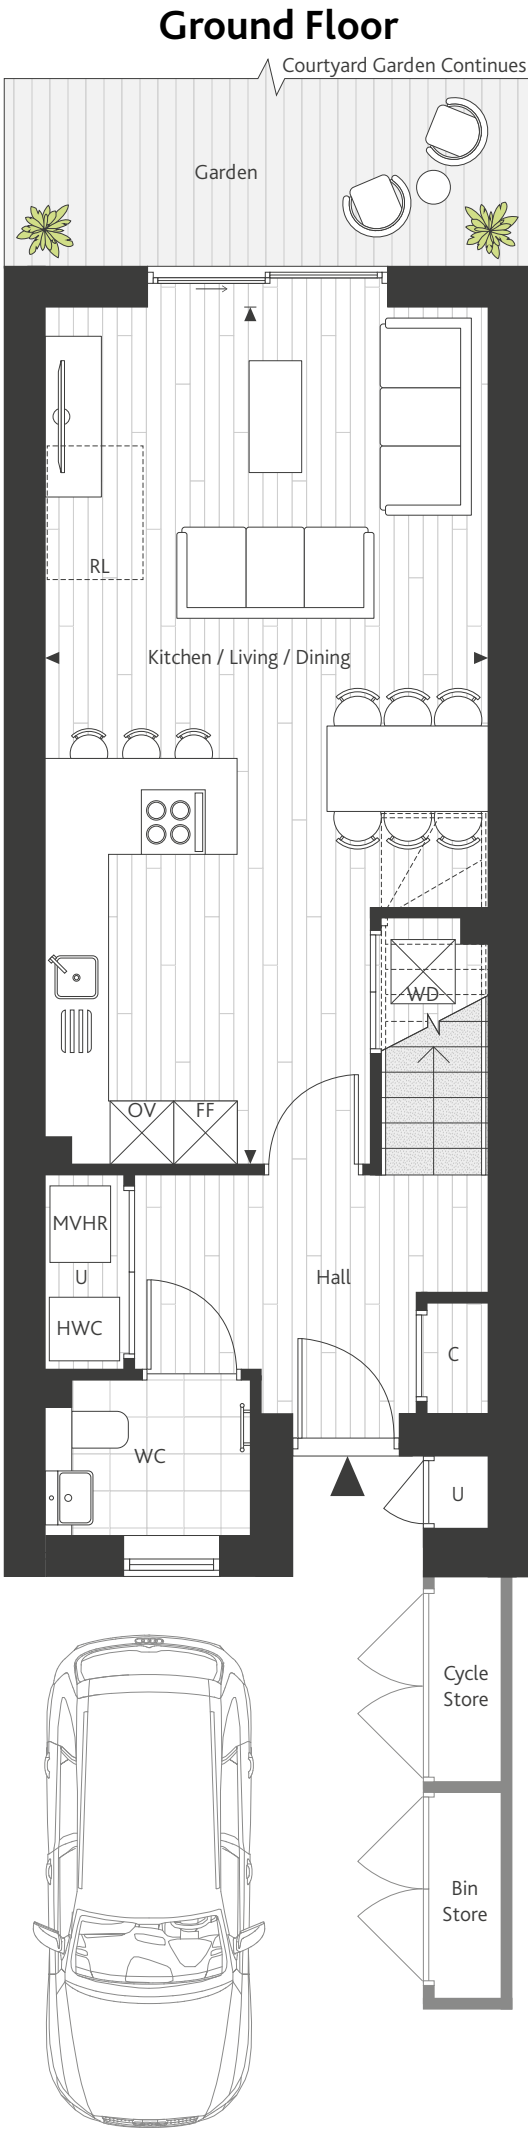 Ground Floor
Courtyard Garden Continues
Garden
RL
Kitchen / Living / Dining
WD
OV
FF
MVHR
U
Hall
HWC
C
WC
U
Cycle
Store
Bin
Store